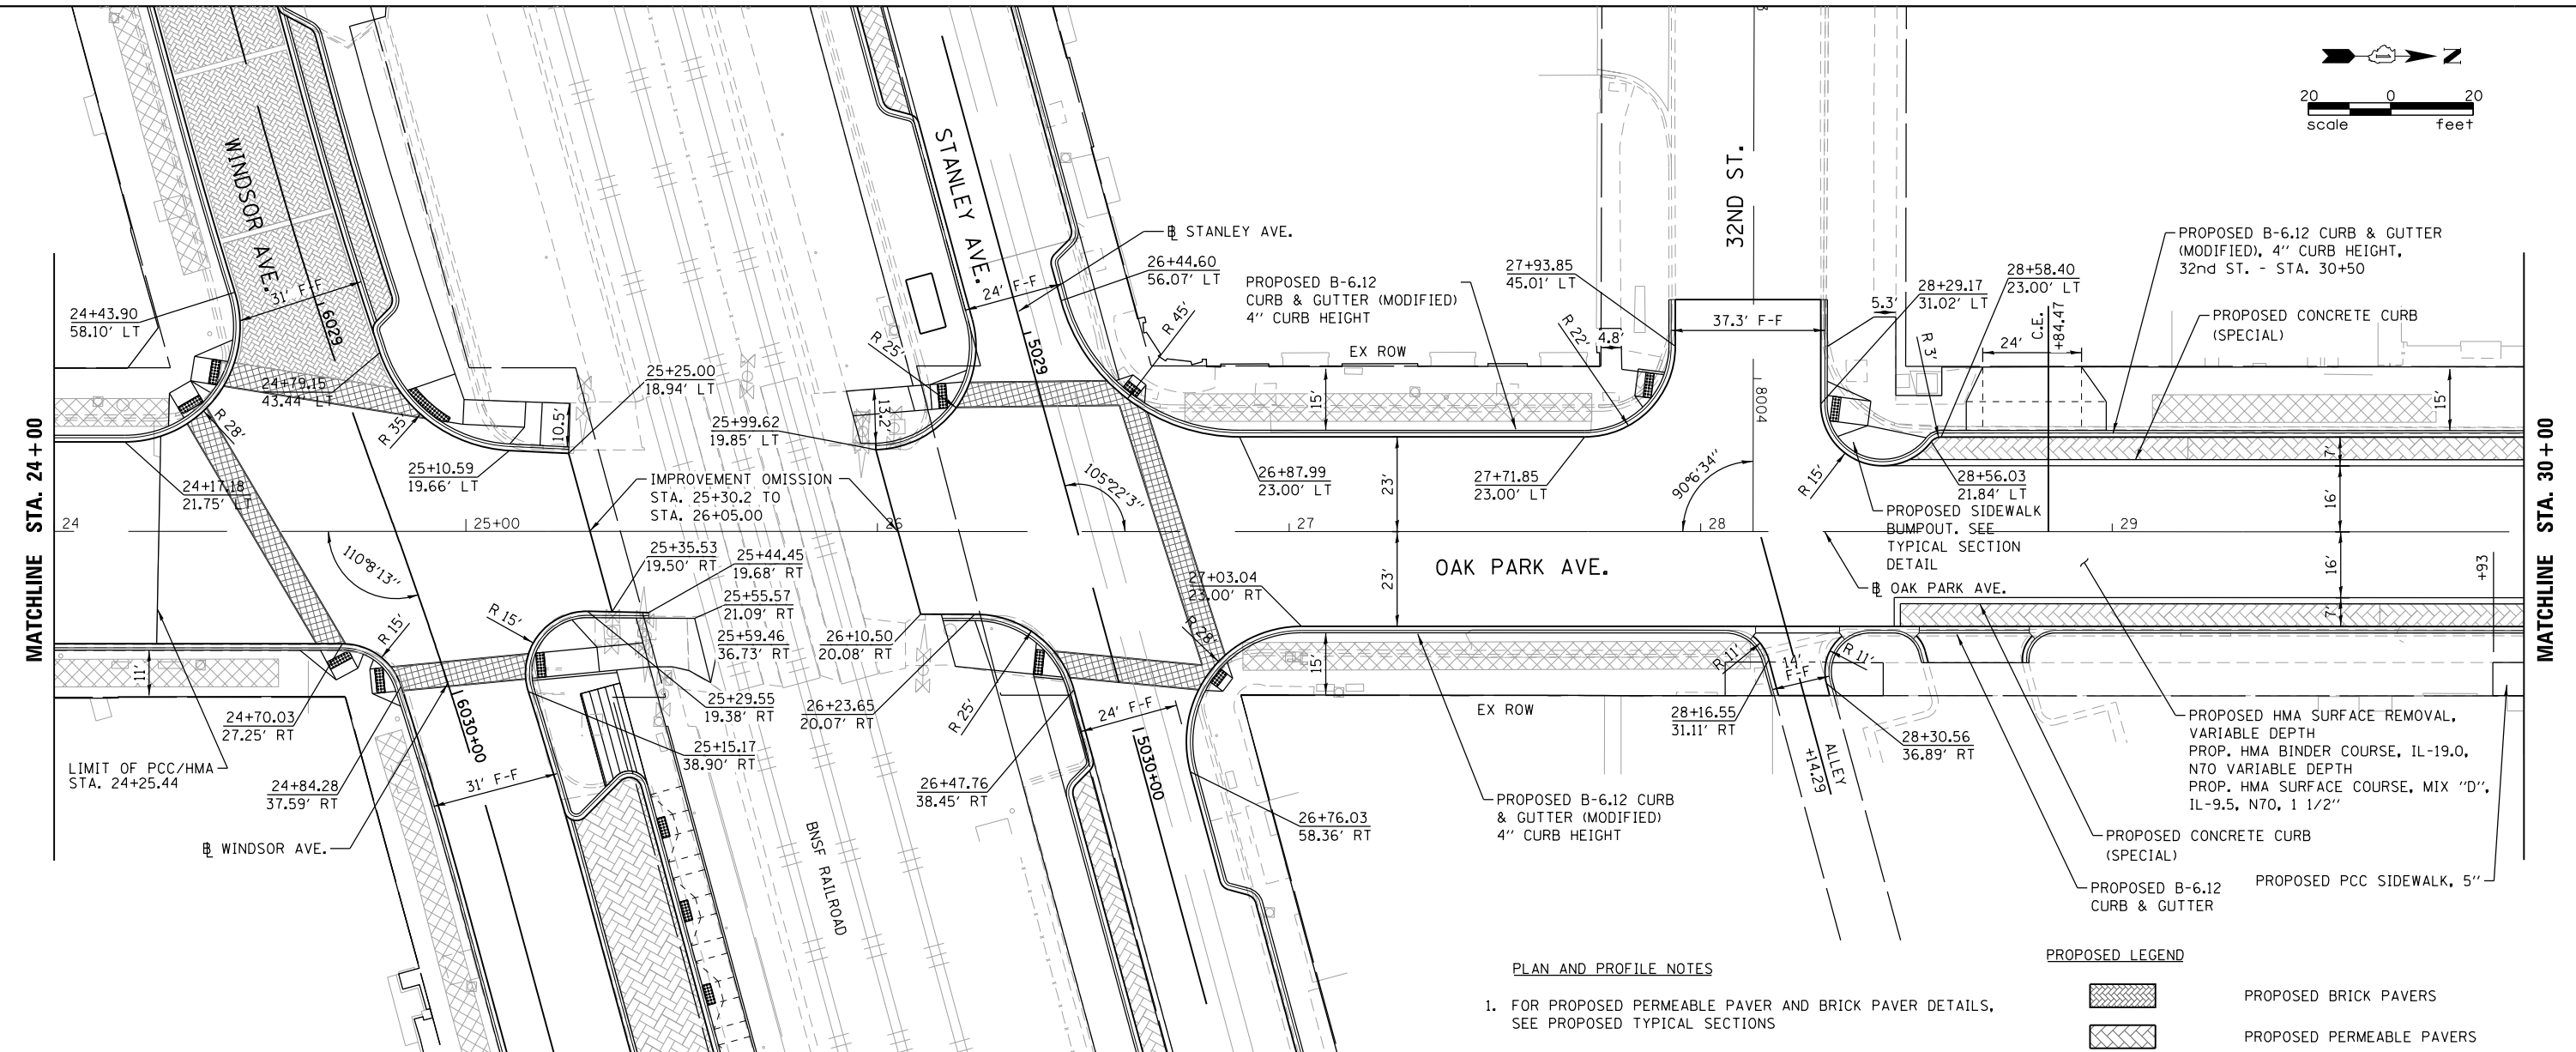 MATCHLINE STA. 24+00
MATCHLINE STA. 30+00
N
20 0 20
scale feet
WINDSOR AVE.
STANLEY AVE.
32ND ST.
℄ STANLEY AVE.
31' F-F
6029
24+43.90
58.10' LT
24+79.15
43.44' LT
R 28'
R 35'
24+17.18
21.75' LT
25+10.59
19.66' LT
10.5'
25+25.00
18.94' LT
25+99.62
19.85' LT
13.2'
R 25'
24' F-F
5029
26+44.60
56.07' LT
R 45'
PROPOSED B-6.12
CURB & GUTTER (MODIFIED)
4" CURB HEIGHT
EX ROW
15'
27+93.85
45.01' LT
R 22'
4.8'
37.3' F-F
8004
28+29.17
31.02' LT
5.3'
R 3'
28+58.40
23.00' LT
24'
C.E.
+84.47
PROPOSED B-6.12 CURB & GUTTER
(MODIFIED), 4" CURB HEIGHT,
32nd ST. - STA. 30+50
PROPOSED CONCRETE CURB
(SPECIAL)
15'
7'
16'
16'
7'
+93
IMPROVEMENT OMISSION
STA. 25+30.2 TO
STA. 26+05.00
105°22'3"
26+87.99
23.00' LT
23'
23'
27+71.85
23.00' LT
90°6'34"
R 15'
28+56.03
21.84' LT
PROPOSED SIDEWALK
BUMPOUT. SEE
TYPICAL SECTION
DETAIL
24
25+00
26
27
28
29
110°8'13"
OAK PARK AVE.
℄ OAK PARK AVE.
25+35.53
19.50' RT
25+44.45
19.68' RT
25+55.57
21.09' RT
25+59.46
36.73' RT
26+10.50
20.08' RT
27+03.04
23.00' RT
R 15'
R 15'
R 28'
11'
24+70.03
27.25' RT
25+29.55
19.38' RT
26+23.65
20.07' RT
R 25'
24' F-F
15'
R 11'
14'
F-F
R 11'
EX ROW
28+16.55
31.11' RT
28+30.56
36.89' RT
LIMIT OF PCC/HMA
STA. 24+25.44
24+84.28
37.59' RT
6030+00
31' F-F
25+15.17
38.90' RT
26+47.76
38.45' RT
5030+00
ALLEY
+14.29
PROPOSED HMA SURFACE REMOVAL,
VARIABLE DEPTH
PROP. HMA BINDER COURSE, IL-19.0,
N70 VARIABLE DEPTH
PROP. HMA SURFACE COURSE, MIX "D",
IL-9.5, N70, 1 1/2"
℄ WINDSOR AVE.
BNSF RAILROAD
26+76.03
58.36' RT
PROPOSED B-6.12 CURB
& GUTTER (MODIFIED)
4" CURB HEIGHT
PROPOSED CONCRETE CURB
(SPECIAL)
PROPOSED B-6.12
CURB & GUTTER
PROPOSED PCC SIDEWALK, 5"
PLAN AND PROFILE NOTES
1. FOR PROPOSED PERMEABLE PAVER AND BRICK PAVER DETAILS,
SEE PROPOSED TYPICAL SECTIONS
PROPOSED LEGEND
PROPOSED BRICK PAVERS
PROPOSED PERMEABLE PAVERS